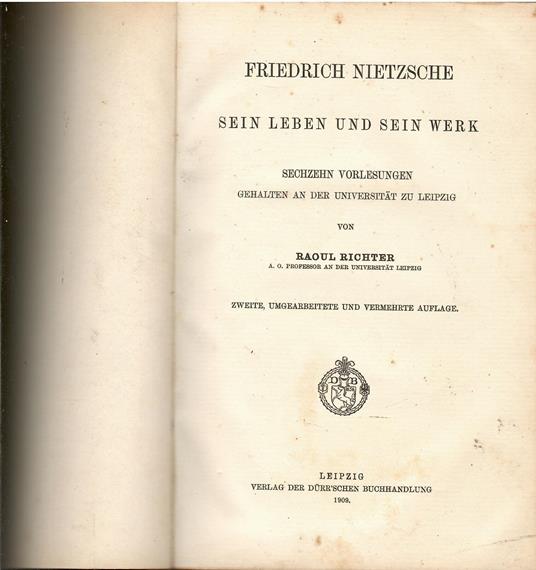 FRIEDRICH NIETZSCHE
SEIN LEBEN UND SEIN WERK
SECHZEHN VORLESUNGEN
GEHALTEN AN DER UNIVERSITÄT ZU LEIPZIG
VON
RAOUL RICHTER
A. O. PROFESSOR AN DER UNIVERSITÄT LEIPZIG
ZWEITE, UMGEARBEITETE UND VERMEHRTE AUFLAGE.
D B
LEIPZIG
VERLAG DER DÜRR'SCHEN BUCHHANDLUNG
1909.